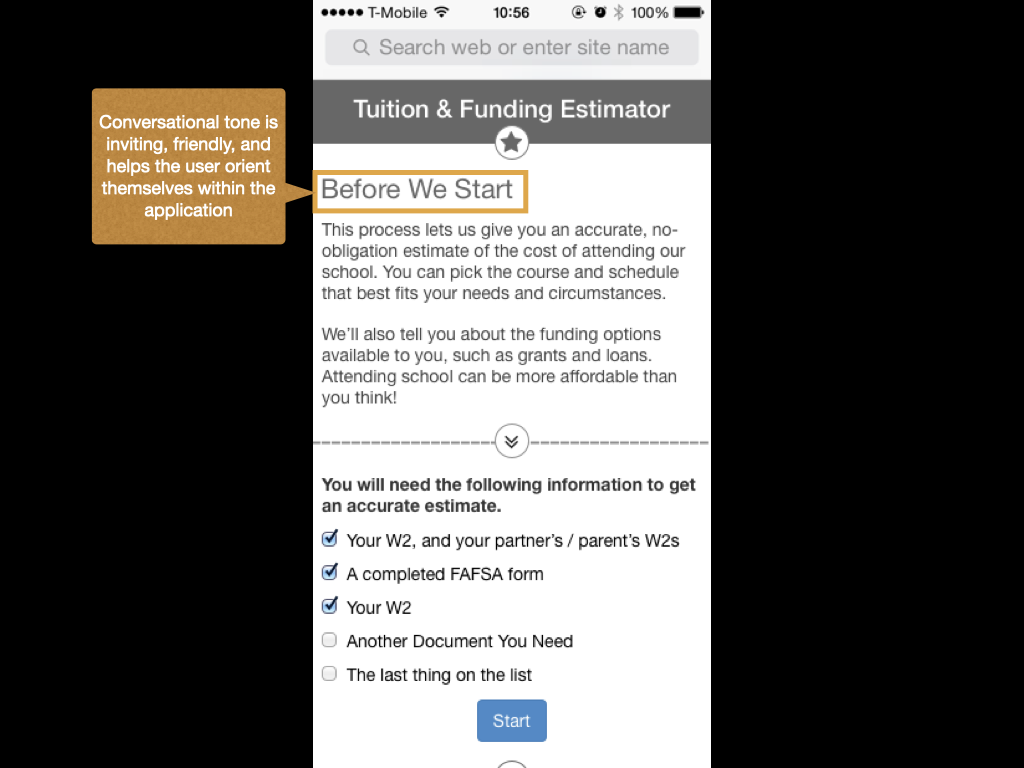 T-Mobile 10:56 100%
Search web or enter site name
Tuition & Funding Estimator
Conversational tone is
inviting, friendly, and
helps the user orient
themselves within the
application
Before We Start
This process lets us give you an accurate, no-
obligation estimate of the cost of attending our
school. You can pick the course and schedule
that best fits your needs and circumstances.
We'll also tell you about the funding options
available to you, such as grants and loans.
Attending school can be more affordable than
you think!
You will need the following information to get
an accurate estimate.
Your W2, and your partner's / parent's W2s
A completed FAFSA form
Your W2
Another Document You Need
The last thing on the list
Start